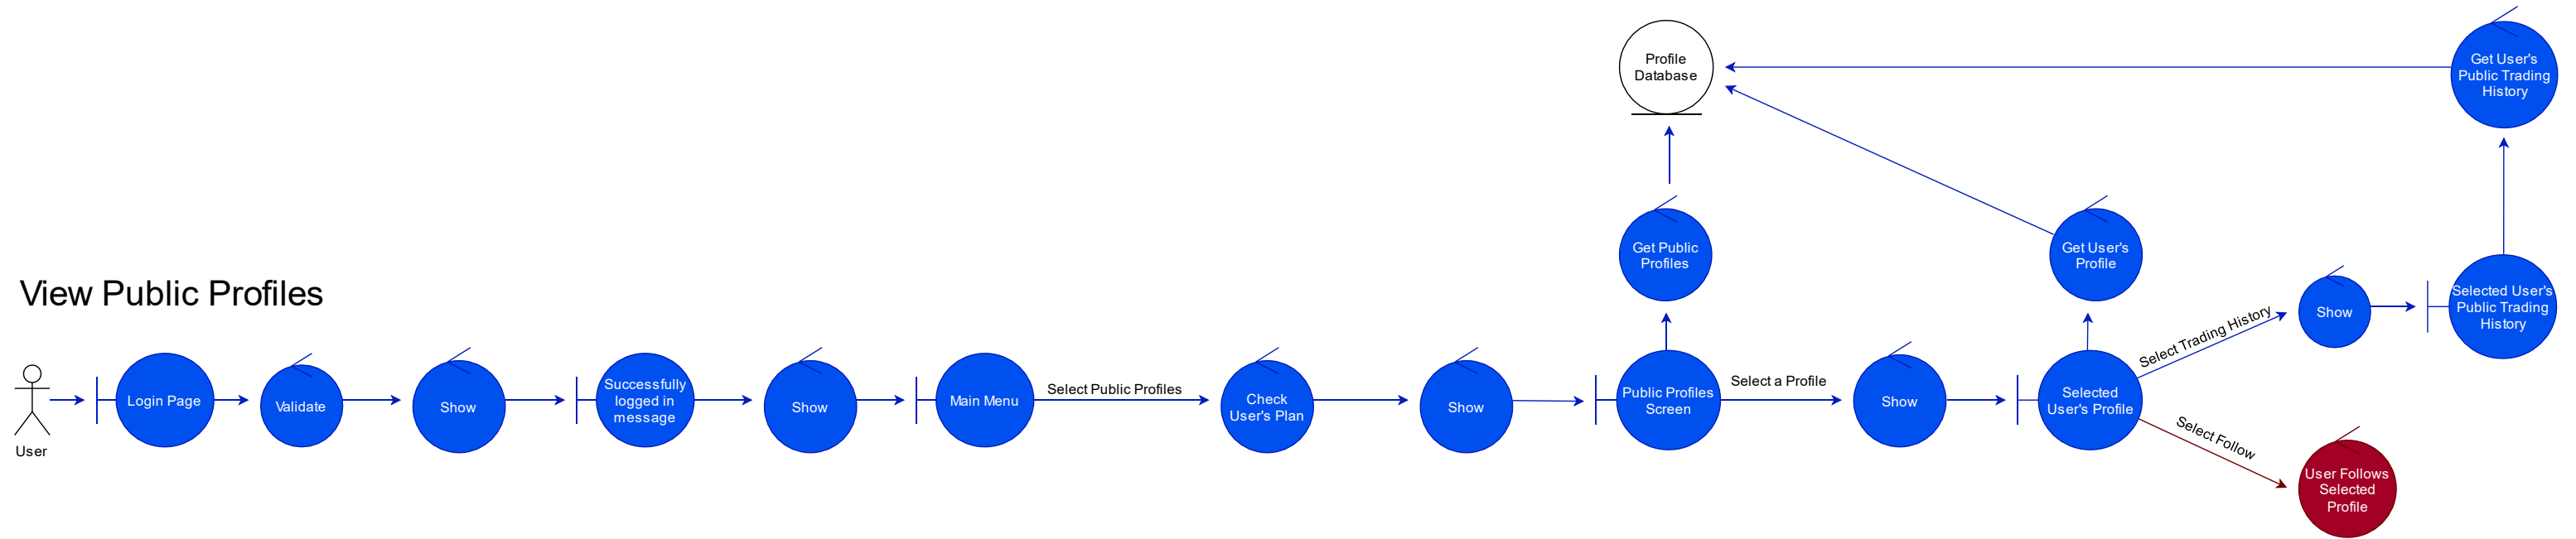 View Public Profiles
User
Login Page
Validate
Show
Successfully
logged in
message
Show
Main Menu
Select Public Profiles
Check
User's Plan
Show
Public Profiles
Screen
Get Public
Profiles
Profile
Database
Select a Profile
Show
Selected
User's Profile
Get User's
Profile
Select Trading History
Show
Selected User's
Public Trading
History
Get User's
Public Trading
History
Select Follow
User Follows
Selected
Profile